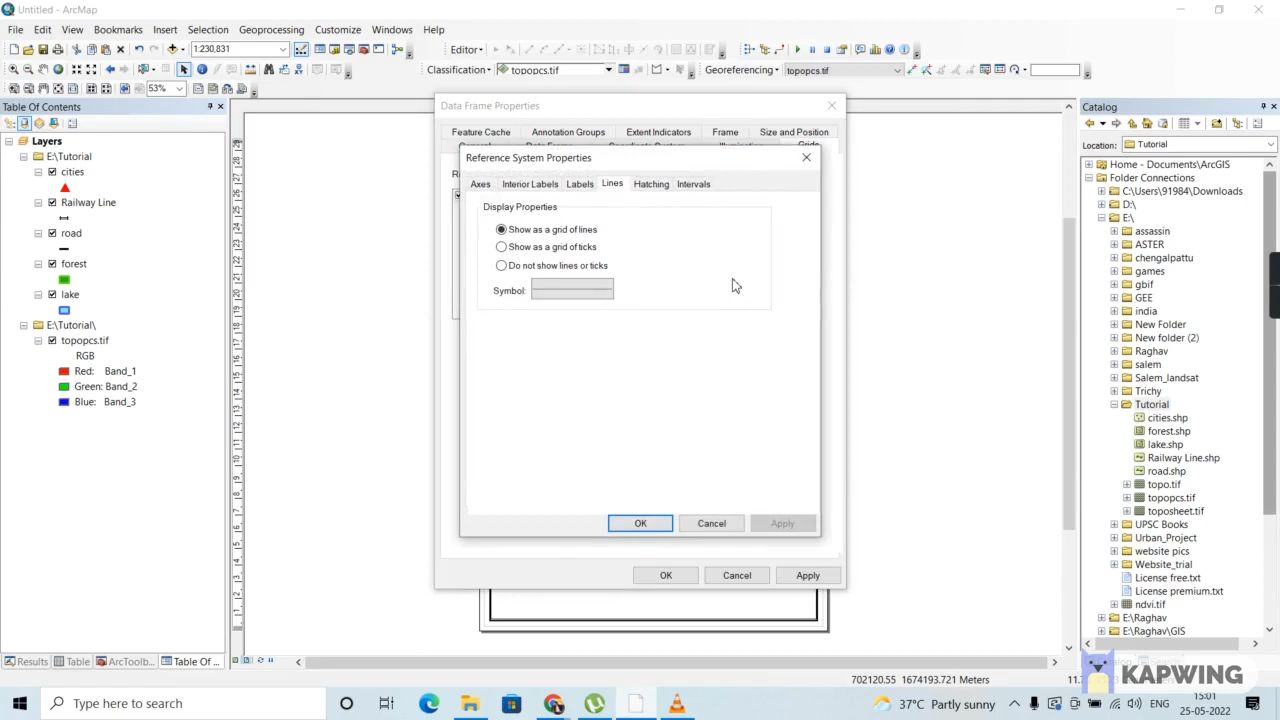 Untitled - ArcMap
File Edit View Bookmarks Insert Selection Geoprocessing Customize Windows Help
1:230,831 Editor
Classification topopcs.tif Georeferencing topopcs.tif
53%
Table Of Contents
Layers
E:\Tutorial
cities
Railway Line
road
forest
lake
E:\Tutorial\
topopcs.tif
RGB
Red: Band_1
Green: Band_2
Blue: Band_3
Results Table ArcToolb... Table Of ...
Data Frame Properties
Feature Cache Annotation Groups Extent Indicators Frame Size and Position
Reference System Properties
Axes Interior Labels Labels Lines Hatching Intervals
Display Properties
Show as a grid of lines
Show as a grid of ticks
Do not show lines or ticks
Symbol:
OK Cancel Apply
OK Cancel Apply
Catalog
Location: Tutorial
Home - Documents\ArcGIS
Folder Connections
C:\Users\91984\Downloads
D:\
E:\
assassin
ASTER
chengalpattu
games
gbif
GEE
india
New Folder
New folder (2)
Raghav
salem
Salem_landsat
Trichy
Tutorial
cities.shp
forest.shp
lake.shp
Railway Line.shp
road.shp
topo.tif
topopcs.tif
toposheet.tif
UPSC Books
Urban_Project
website pics
Website_trial
License free.txt
License premium.txt
ndvi.tif
E:\Raghav
E:\Raghav\GIS
702120.55 1674193.721 Meters
KAPWING
Type here to search
37°C Partly sunny
ENG
15:01
25-05-2022